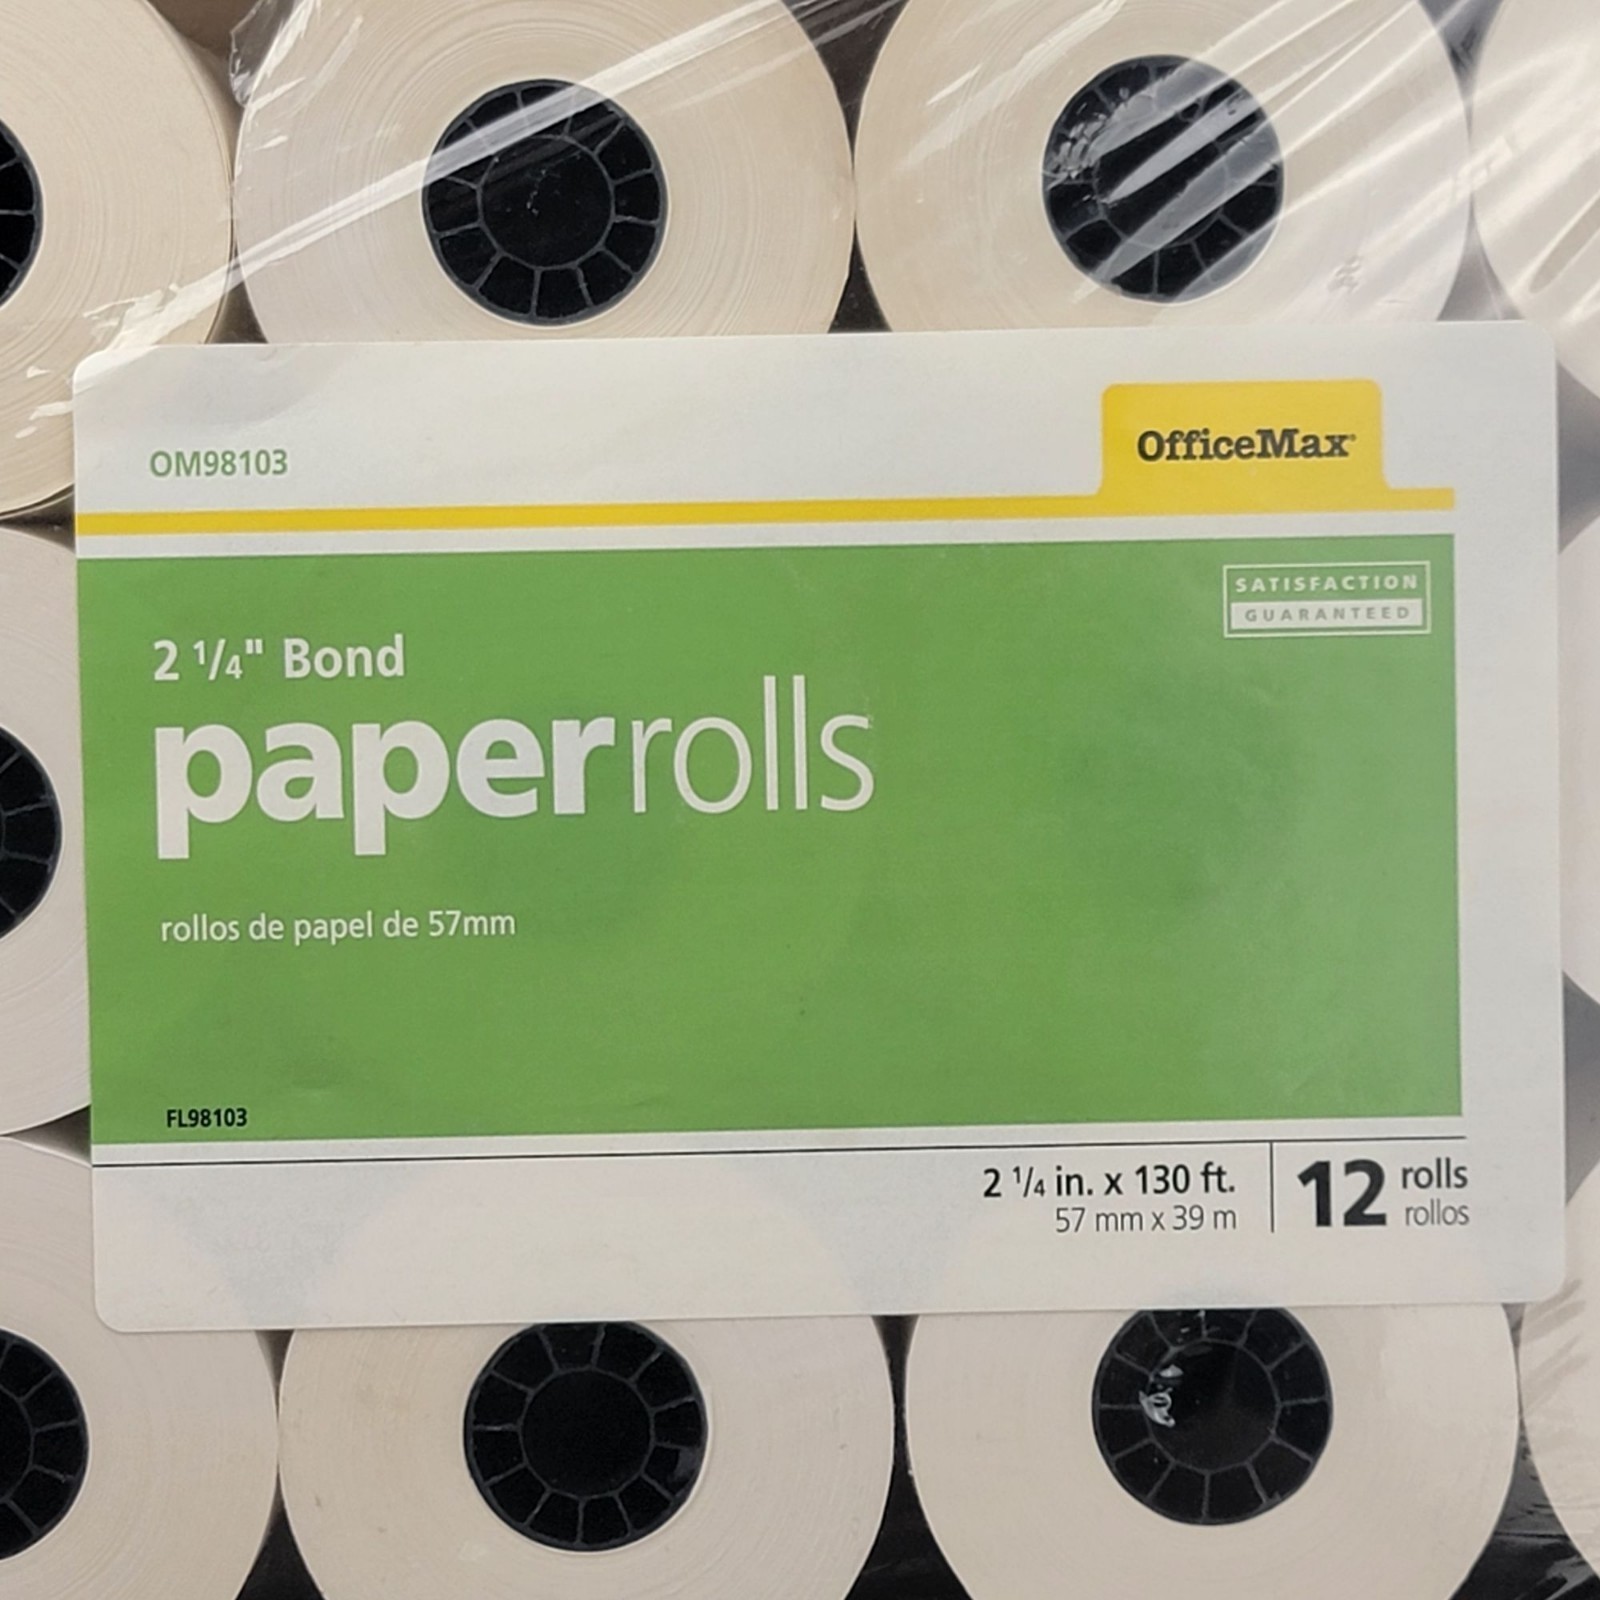 OM98103
OfficeMax®
SATISFACTION
GUARANTEED
2 1/4" Bond
paperrolls
rollos de papel de 57mm
FL98103
2 1/4 in. x 130 ft.
57 mm x 39 m
12 rolls
rollos